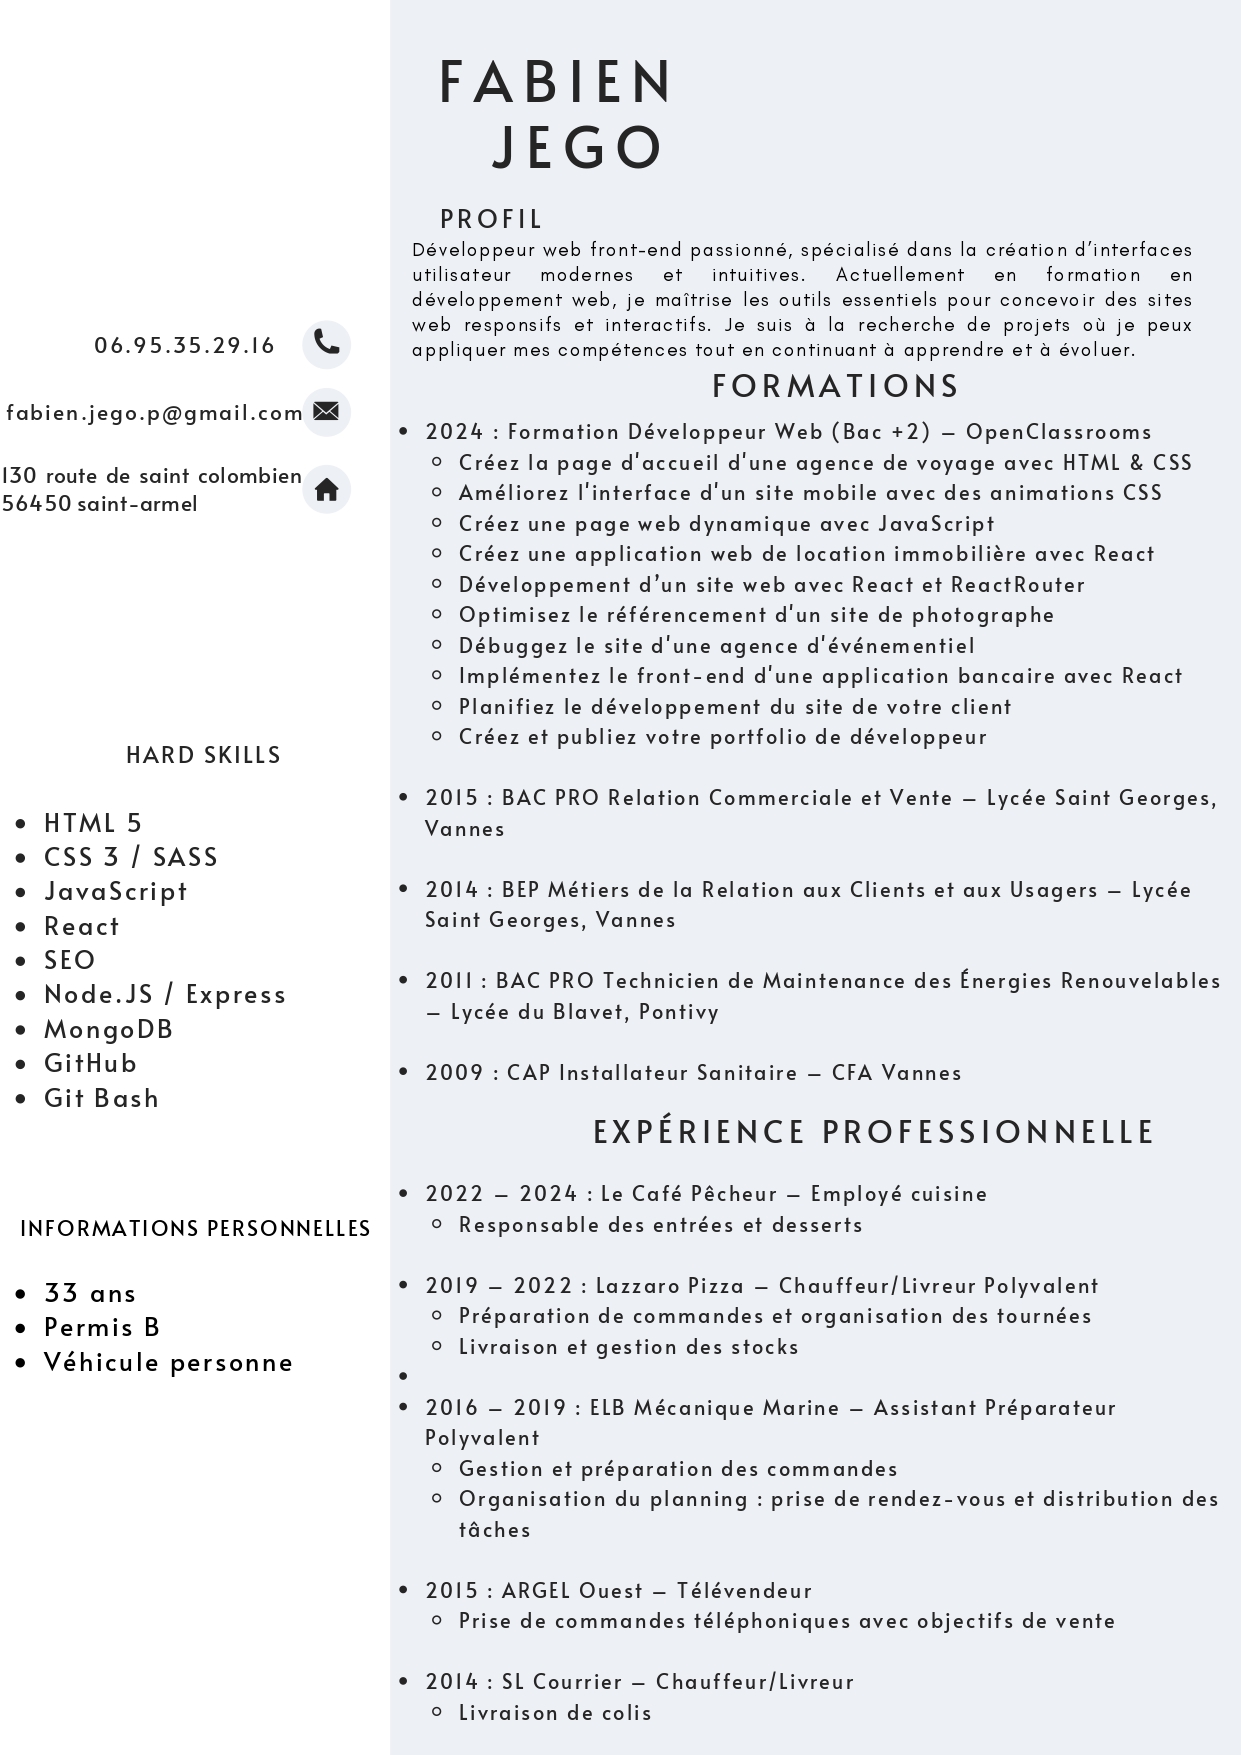 FABIEN
JEGO
PROFIL
Développeur web front-end passionné, spécialisé dans la création d’interfaces
utilisateur modernes et intuitives. Actuellement en formation en
développement web, je maîtrise les outils essentiels pour concevoir des sites
web responsifs et interactifs. Je suis à la recherche de projets où je peux
appliquer mes compétences tout en continuant à apprendre et à évoluer.
06.95.35.29.16
fabien.jego.p@gmail.com
130 route de saint colombien
56450 saint-armel
HARD SKILLS
• HTML 5
• CSS 3 / SASS
• JavaScript
• React
• SEO
• Node.JS / Express
• MongoDB
• GitHub
• Git Bash
INFORMATIONS PERSONNELLES
• 33 ans
• Permis B
• Véhicule personne
FORMATIONS
• 2024 : Formation Développeur Web (Bac +2) – OpenClassrooms
◦ Créez la page d'accueil d'une agence de voyage avec HTML & CSS
◦ Améliorez l'interface d'un site mobile avec des animations CSS
◦ Créez une page web dynamique avec JavaScript
◦ Créez une application web de location immobilière avec React
◦ Développement d’un site web avec React et ReactRouter
◦ Optimisez le référencement d'un site de photographe
◦ Débuggez le site d'une agence d'événementiel
◦ Implémentez le front-end d'une application bancaire avec React
◦ Planifiez le développement du site de votre client
◦ Créez et publiez votre portfolio de développeur
• 2015 : BAC PRO Relation Commerciale et Vente – Lycée Saint Georges,
Vannes
• 2014 : BEP Métiers de la Relation aux Clients et aux Usagers – Lycée
Saint Georges, Vannes
• 2011 : BAC PRO Technicien de Maintenance des Énergies Renouvelables
– Lycée du Blavet, Pontivy
• 2009 : CAP Installateur Sanitaire – CFA Vannes
EXPÉRIENCE PROFESSIONNELLE
• 2022 – 2024 : Le Café Pêcheur – Employé cuisine
◦ Responsable des entrées et desserts
• 2019 – 2022 : Lazzaro Pizza – Chauffeur/Livreur Polyvalent
◦ Préparation de commandes et organisation des tournées
◦ Livraison et gestion des stocks
•
• 2016 – 2019 : ELB Mécanique Marine – Assistant Préparateur
Polyvalent
◦ Gestion et préparation des commandes
◦ Organisation du planning : prise de rendez-vous et distribution des
tâches
• 2015 : ARGEL Ouest – Télévendeur
◦ Prise de commandes téléphoniques avec objectifs de vente
• 2014 : SL Courrier – Chauffeur/Livreur
◦ Livraison de colis